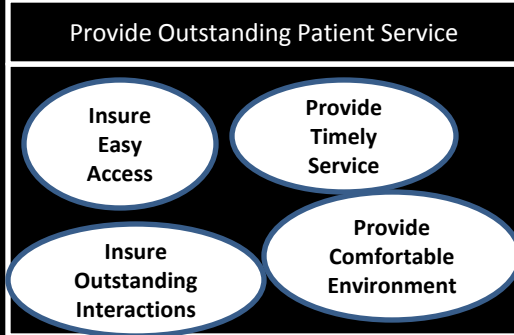 Provide Outstanding Patient Service
Insure
Easy
Access
Provide
Timely
Service
Insure
Outstanding
Interactions
Provide
Comfortable
Environment